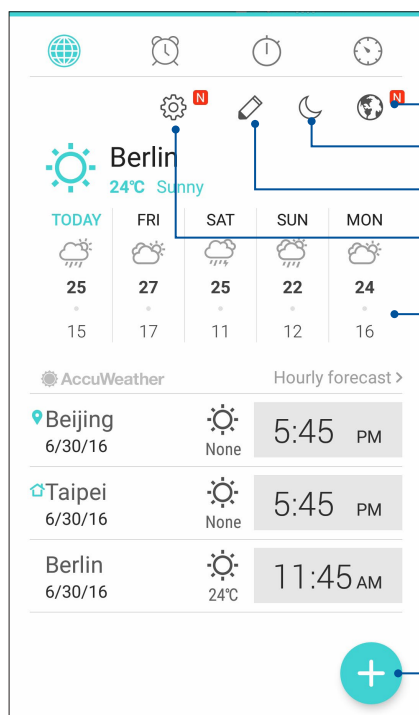 N
N
Berlin
24°C Sunny
TODAY FRI SAT SUN MON
25 27 25 22 24
15 17 11 12 16
AccuWeather Hourly forecast >
Beijing
6/30/16
None
5:45 PM
Taipei
6/30/16
None
5:45 PM
Berlin
6/30/16
24°C
11:45 AM